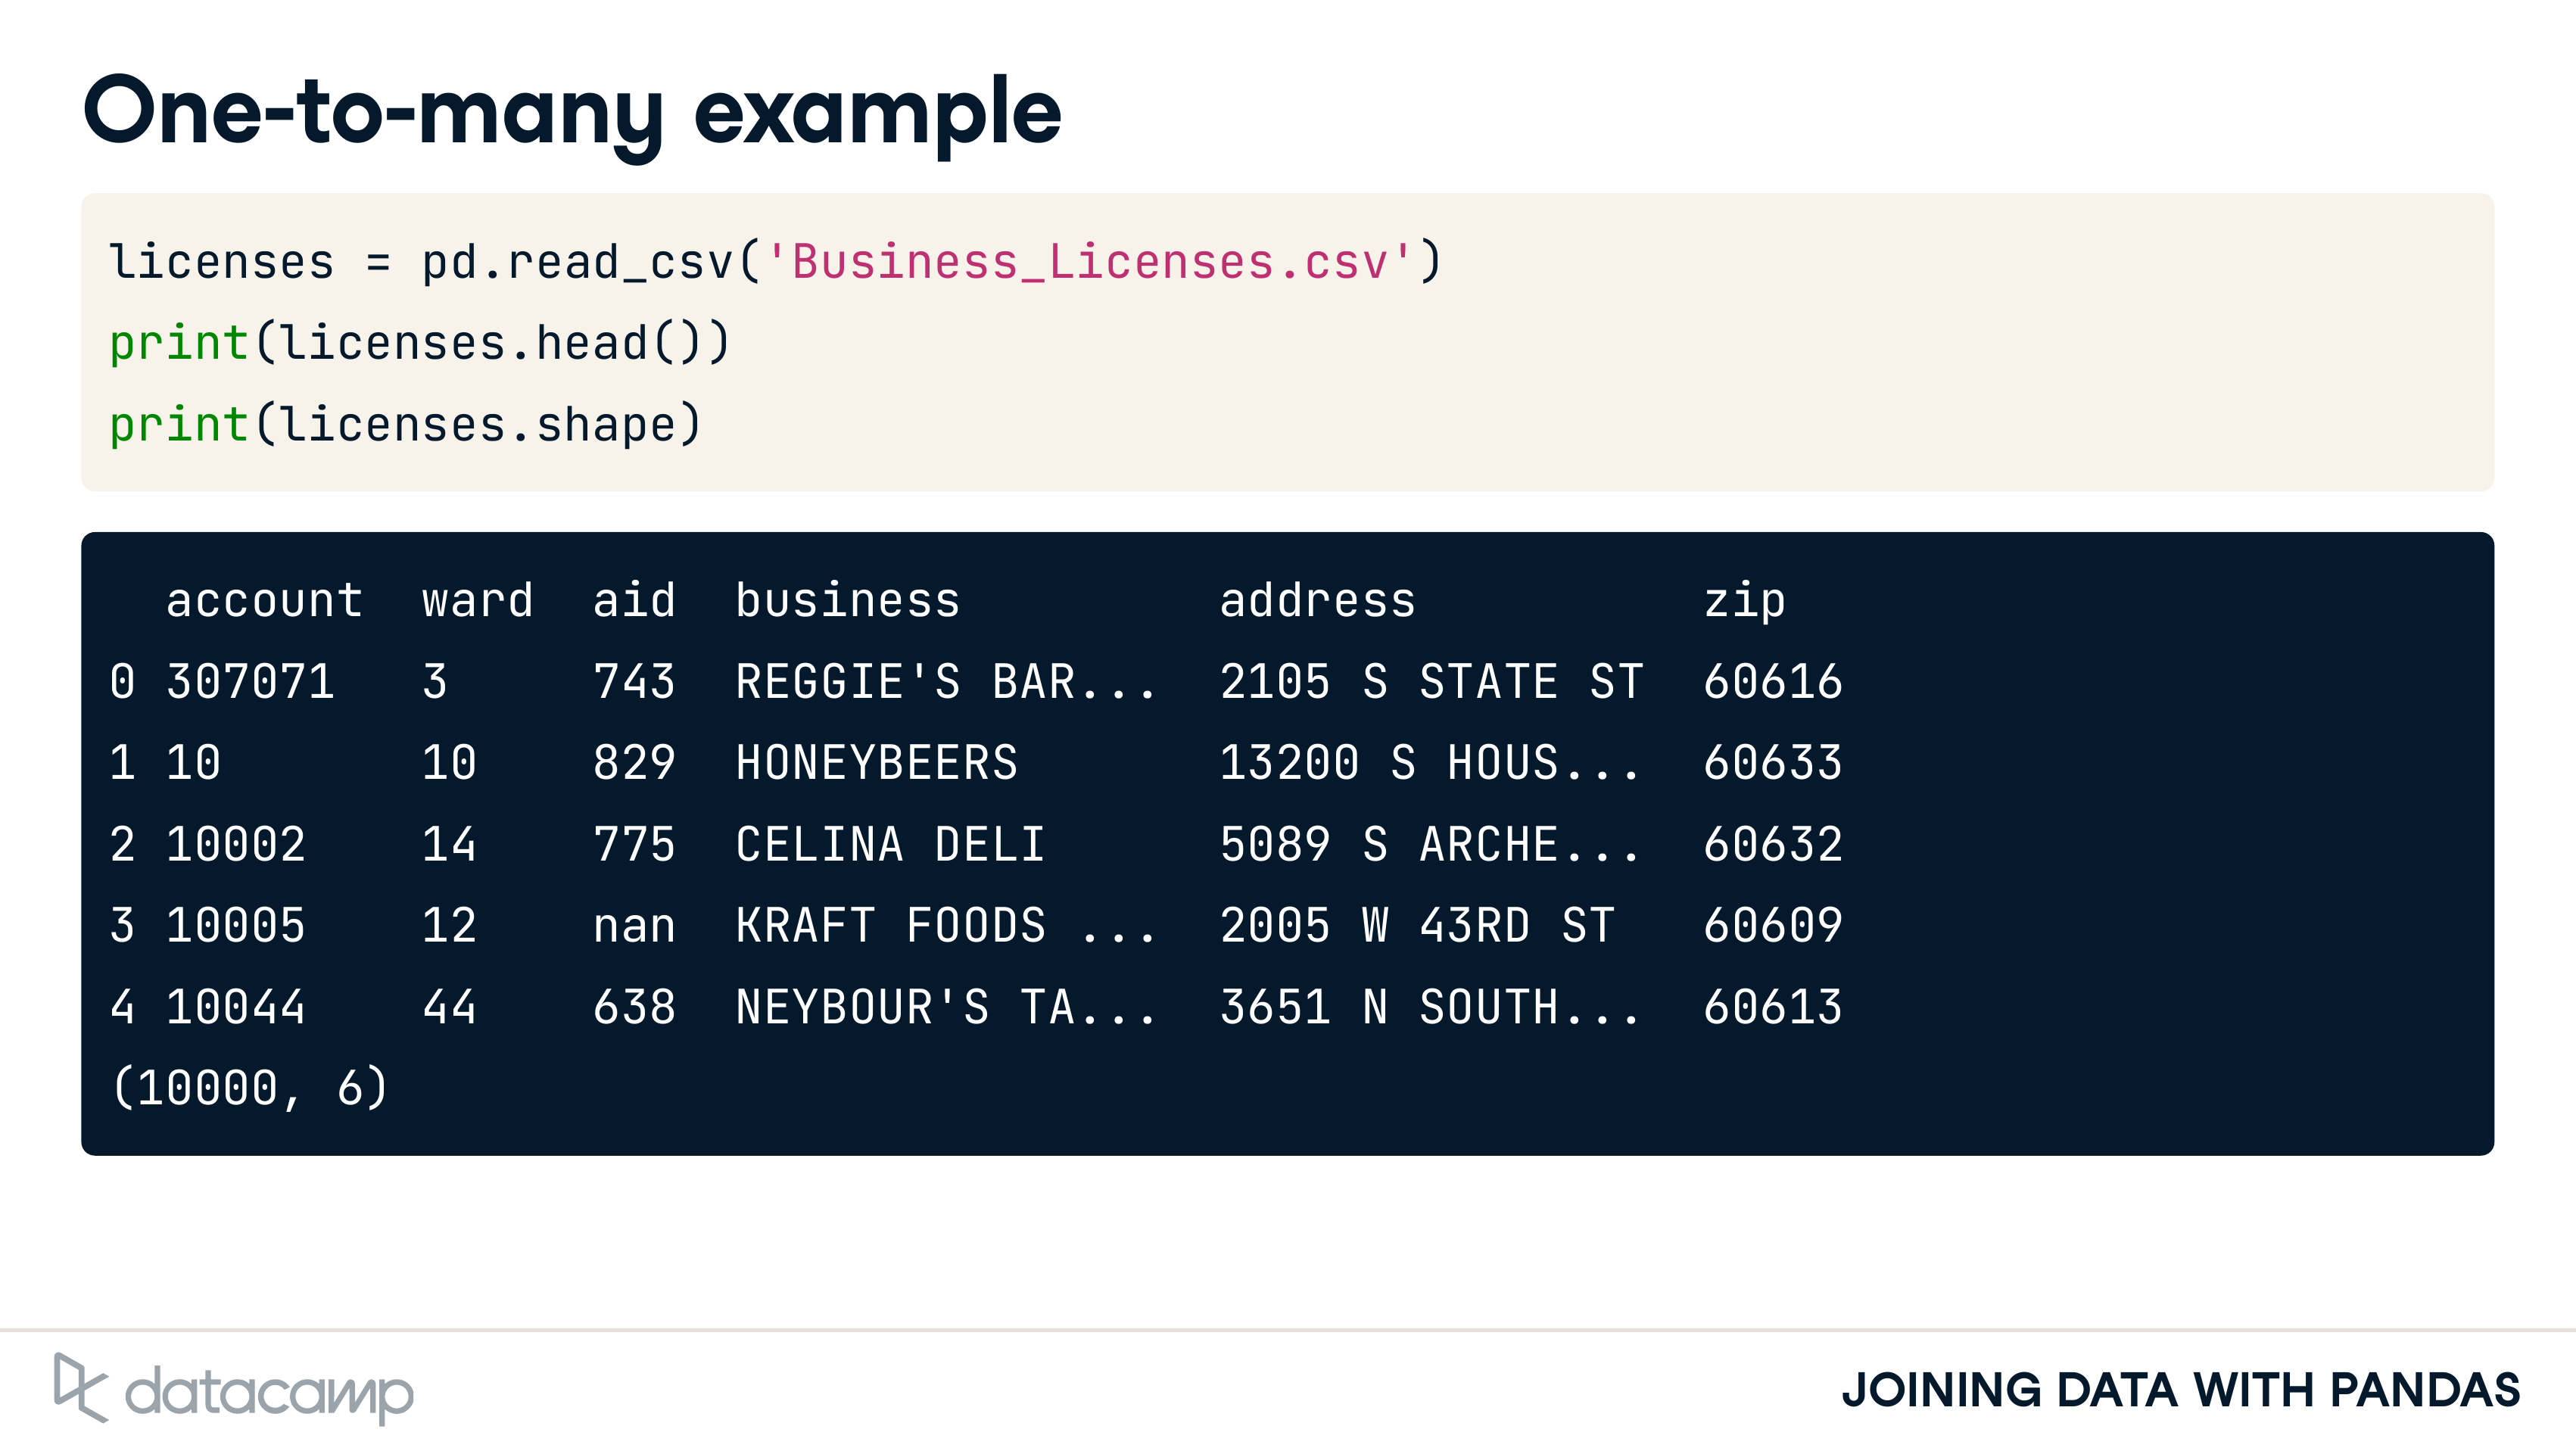 One-to-many example
licenses = pd.read_csv('Business_Licenses.csv')
print(licenses.head())
print(licenses.shape)
account ward aid business address zip
0 307071 3 743 REGGIE'S BAR... 2105 S STATE ST 60616
1 10 10 829 HONEYBEERS 13200 S HOUS... 60633
2 10002 14 775 CELINA DELI 5089 S ARCHE... 60632
3 10005 12 nan KRAFT FOODS ... 2005 W 43RD ST 60609
4 10044 44 638 NEYBOUR'S TA... 3651 N SOUTH... 60613
(10000, 6)
datacamp
JOINING DATA WITH PANDAS